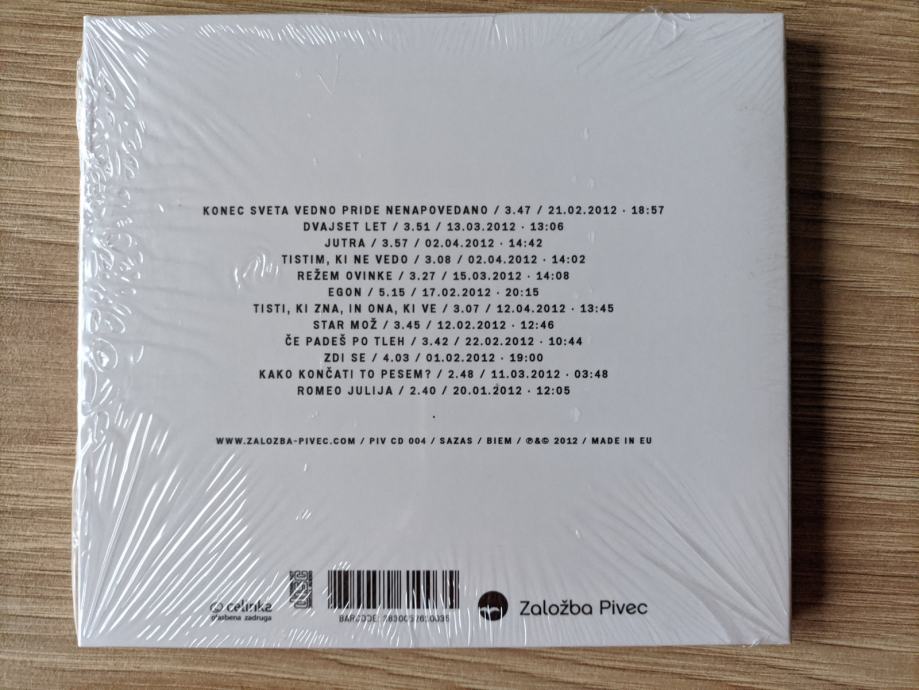 KONEC SVETA VEDNO PRIDE NENAPOVEDANO / 3.47 / 21.02.2012 · 18:57
DVAJSET LET / 3.51 / 13.03.2012 · 13:06
JUTRA / 3.57 / 02.04.2012 · 14:42
TISTIM, KI NE VEDO / 3.08 / 02.04.2012 · 14:02
REŽEM OVINKE / 3.27 / 15.03.2012 · 14:08
EGON / 5.15 / 17.02.2012 · 20:15
TISTI, KI ZNA, IN ONA, KI VE / 3.07 / 12.04.2012 · 13:45
STAR MOŽ / 3.45 / 12.02.2012 · 12:46
ČE PADEŠ PO TLEH / 3.42 / 22.02.2012 · 10:44
ZDI SE / 4.03 / 01.02.2012 · 19:00
KAKO KONČATI TO PESEM? / 2.48 / 11.03.2012 · 03:48
ROMEO JULIJA / 2.40 / 20.01.2012 · 12:05
WWW.ZALOZBA-PIVEC.COM / PIV CD 004 / SAZAS / BIEM / ℗&© 2012 / MADE IN EU
celinka
glasbena zadruga
BARCODE:
Založba Pivec